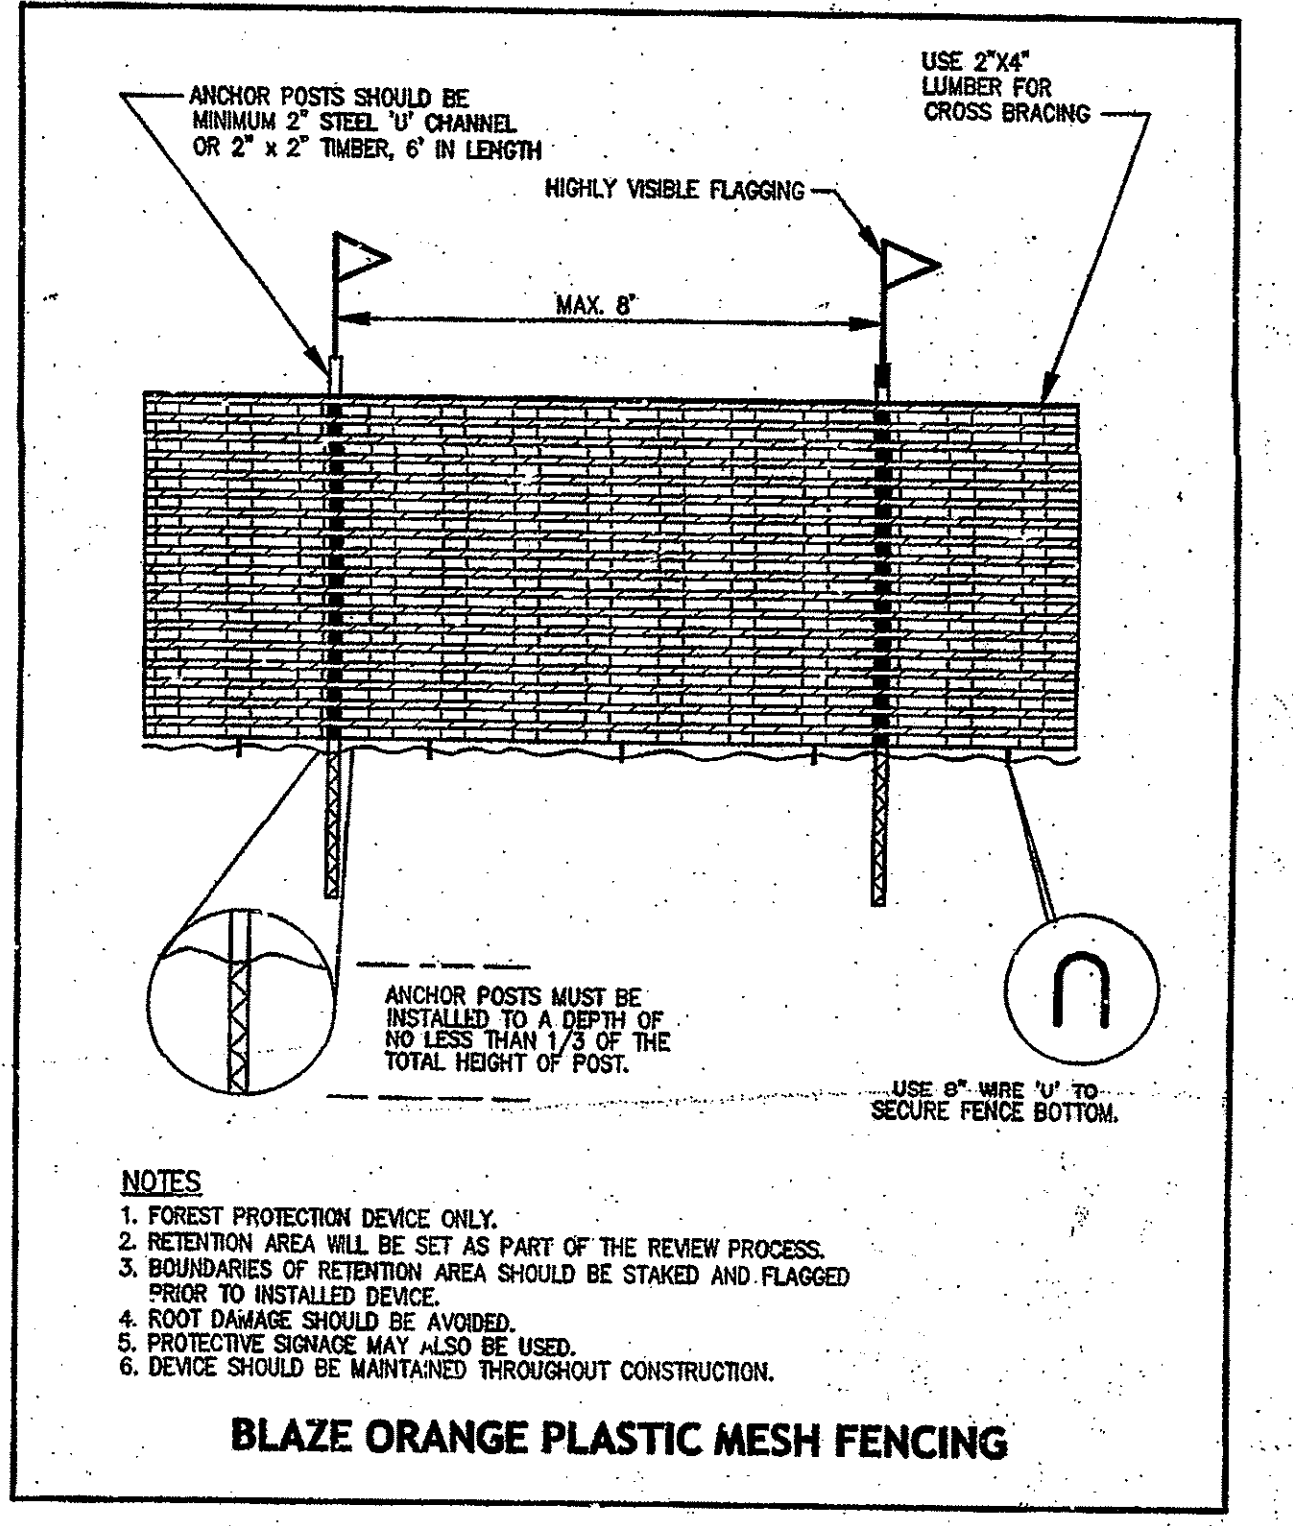 ANCHOR POSTS SHOULD BE
MINIMUM 2" STEEL 'U' CHANNEL
OR 2" x 2" TIMBER, 6' IN LENGTH
USE 2"X4"
LUMBER FOR
CROSS BRACING
HIGHLY VISIBLE FLAGGING
MAX. 8'
ANCHOR POSTS MUST BE
INSTALLED TO A DEPTH OF
NO LESS THAN 1/3 OF THE
TOTAL HEIGHT OF POST.
USE 8" WIRE 'U' TO
SECURE FENCE BOTTOM.
NOTES
1. FOREST PROTECTION DEVICE ONLY.
2. RETENTION AREA WILL BE SET AS PART OF THE REVIEW PROCESS.
3. BOUNDARIES OF RETENTION AREA SHOULD BE STAKED AND FLAGGED
PRIOR TO INSTALLED DEVICE.
4. ROOT DAMAGE SHOULD BE AVOIDED.
5. PROTECTIVE SIGNAGE MAY ALSO BE USED.
6. DEVICE SHOULD BE MAINTAINED THROUGHOUT CONSTRUCTION.
BLAZE ORANGE PLASTIC MESH FENCING